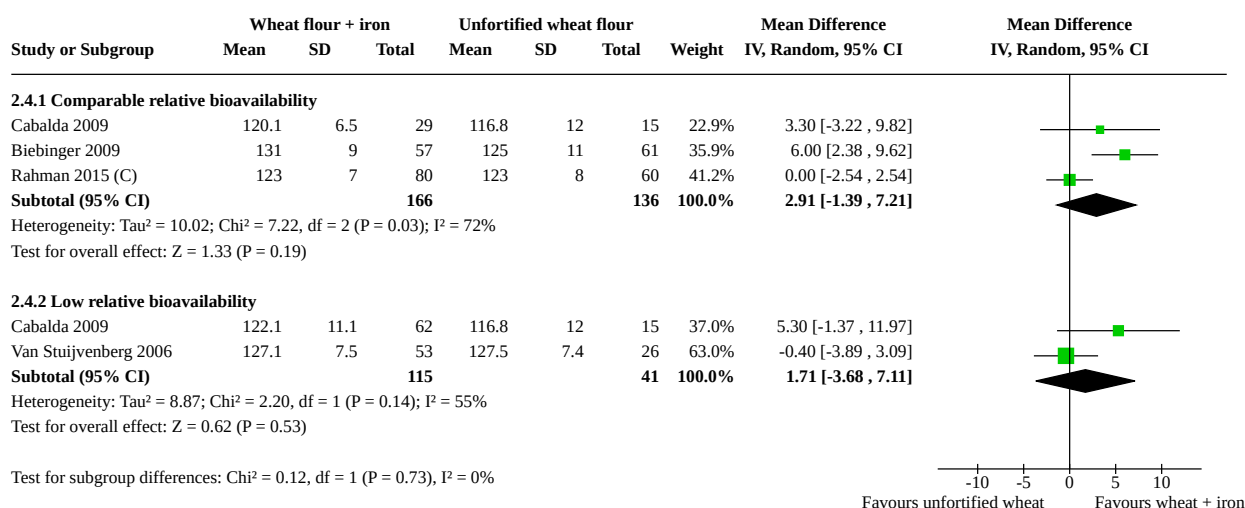 Wheat flour + iron Unfortified wheat flour Mean Difference Mean Difference
Study or Subgroup Mean SD Total Mean SD Total Weight IV, Random, 95% CI IV, Random, 95% CI
2.4.1 Comparable relative bioavailability
Cabalda 2009 120.1 6.5 29 116.8 12 15 22.9% 3.30 [-3.22 , 9.82]
Biebinger 2009 131 9 57 125 11 61 35.9% 6.00 [2.38 , 9.62]
Rahman 2015 (C) 123 7 80 123 8 60 41.2% 0.00 [-2.54 , 2.54]
Subtotal (95% CI) 166 136 100.0% 2.91 [-1.39 , 7.21]
Heterogeneity: Tau² = 10.02; Chi² = 7.22, df = 2 (P = 0.03); I² = 72%
Test for overall effect: Z = 1.33 (P = 0.19)
2.4.2 Low relative bioavailability
Cabalda 2009 122.1 11.1 62 116.8 12 15 37.0% 5.30 [-1.37 , 11.97]
Van Stuijvenberg 2006 127.1 7.5 53 127.5 7.4 26 63.0% -0.40 [-3.89 , 3.09]
Subtotal (95% CI) 115 41 100.0% 1.71 [-3.68 , 7.11]
Heterogeneity: Tau² = 8.87; Chi² = 2.20, df = 1 (P = 0.14); I² = 55%
Test for overall effect: Z = 0.62 (P = 0.53)
Test for subgroup differences: Chi² = 0.12, df = 1 (P = 0.73), I² = 0%
-10 -5 0 5 10
Favours unfortified wheat Favours wheat + iron